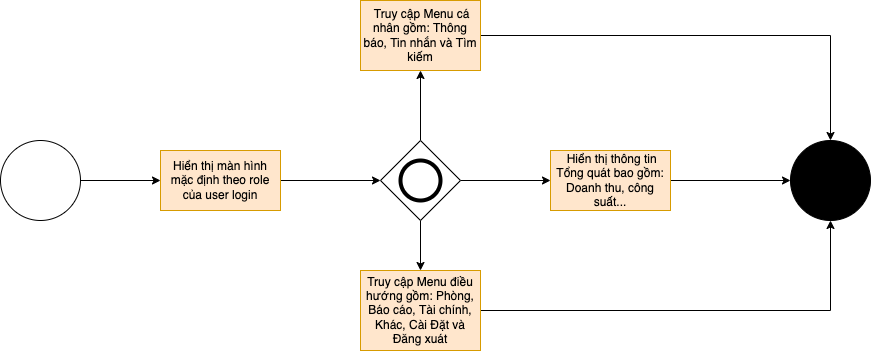 Truy cập Menu cá
nhân gồm: Thông
báo, Tin nhắn và Tìm
kiếm
Hiển thị màn hình
mặc định theo role
của user login
Hiển thị thông tin
Tổng quát bao gồm:
Doanh thu, công
suất...
Truy cập Menu điều
hướng gồm: Phòng,
Báo cáo, Tài chính,
Khác, Cài Đặt và
Đăng xuát